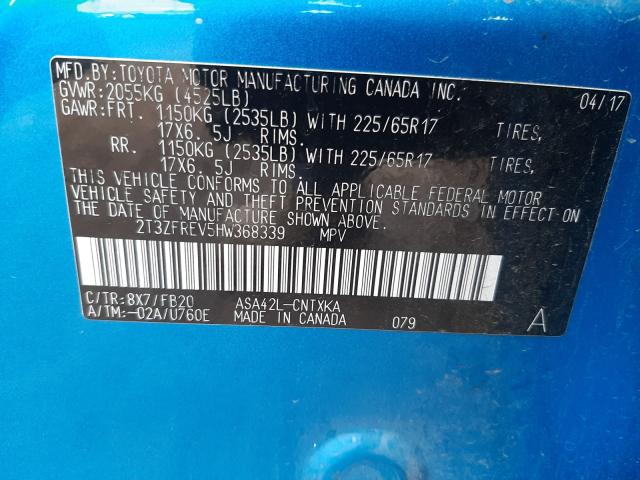 MFD.BY:TOYOTA MOTOR MANUFACTURING CANADA INC. 04/17
GVWR:2055KG (4525LB)
GAWR:FRT. 1150KG (2535LB) WITH 225/65R17 TIRES,
17X6.5J RIMS.
RR. 1150KG (2535LB) WITH 225/65R17 TIRES,
17X6.5J RIMS.
THIS VEHICLE CONFORMS TO ALL APPLICABLE FEDERAL MOTOR
VEHICLE SAFETY AND THEFT PREVENTION STANDARDS IN EFFECT ON
THE DATE OF MANUFACTURE SHOWN ABOVE.
2T3ZFREV5HW368339 MPV
C/TR:8X7/FB20 ASA42L-CNTXKA
A/TM:-02A/U760E MADE IN CANADA 079 A